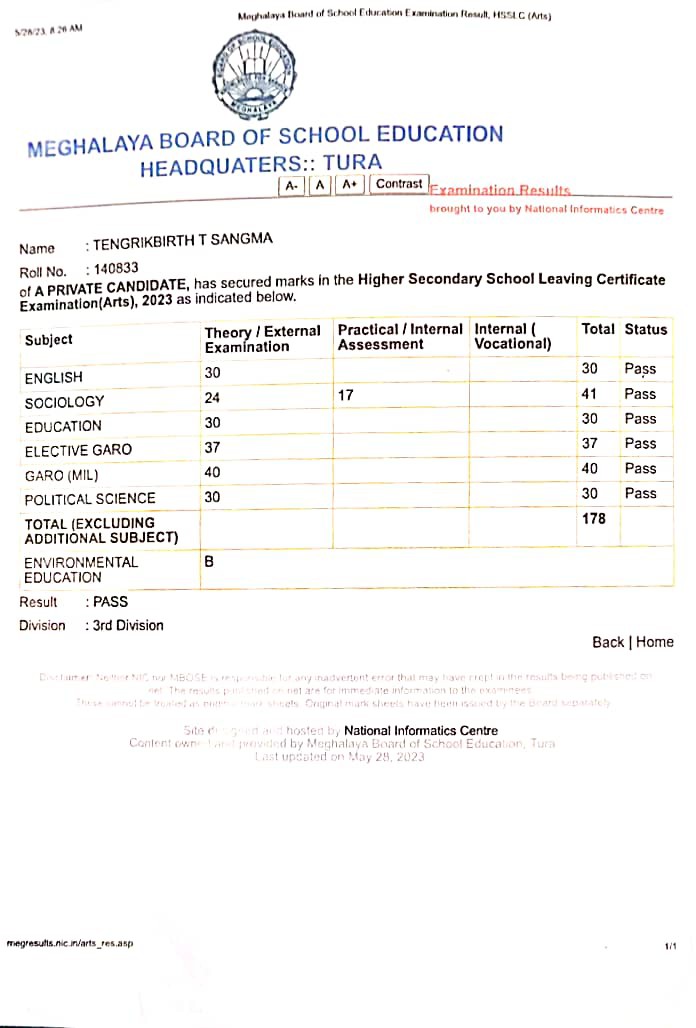 Meghalaya Board of School Education Examination Result, HSSLC (Arts)
5/28/23, 8:26 AM
BOARD OF SCHOOL EDUCATION
MEGHALAYA
MEGHALAYA BOARD OF SCHOOL EDUCATION
HEADQUATERS:: TURA
A- A A+ Contrast Examination Results
brought to you by National Informatics Centre
Name : TENGRIKBIRTH T SANGMA
Roll No. : 140833
of A PRIVATE CANDIDATE, has secured marks in the Higher Secondary School Leaving Certificate
Examination(Arts), 2023 as indicated below.
Subject Theory / External Examination Practical / Internal Assessment Internal ( Vocational) Total Status
ENGLISH 30 30 Pass
SOCIOLOGY 24 17 41 Pass
EDUCATION 30 30 Pass
ELECTIVE GARO 37 37 Pass
GARO (MIL) 40 40 Pass
POLITICAL SCIENCE 30 30 Pass
TOTAL (EXCLUDING ADDITIONAL SUBJECT) 178
ENVIRONMENTAL EDUCATION B
Result : PASS
Division : 3rd Division
Back | Home
Disclaimer: Neither NIC nor MBOSE is responsible for any inadvertent error that may have crept in the results being published on
net. The results published on net are for immediate information to the examinees.
These cannot be treated as original mark sheets. Original mark sheets have been issued by the Board separately.
Site designed and hosted by National Informatics Centre
Content owned and provided by Meghalaya Board of School Education, Tura
Last updated on May 28, 2023
megresults.nic.in/arts_res.asp
1/1